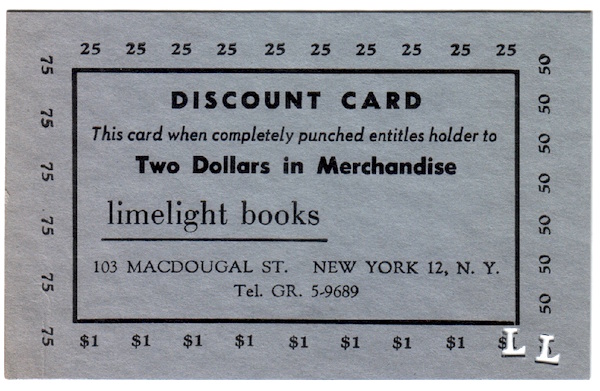 25 25 25 25 25 25 25 25 25 25
75 75 75 75 75 75
DISCOUNT CARD
This card when completely punched entitles holder to
Two Dollars in Merchandise
limelight books
103 MACDOUGAL ST. NEW YORK 12, N. Y.
Tel. GR. 5-9689
50 50 50 50 50 50 50
$1 $1 $1 $1 $1 $1 $1 $1
L L